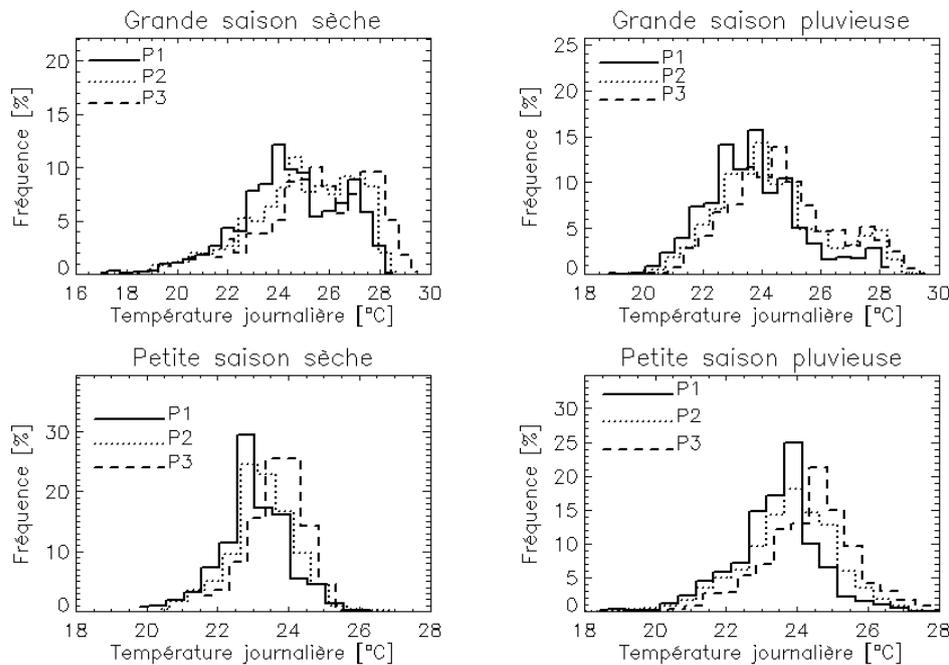 Grande saison sèche
Fréquence [%]
20
15
10
5
0
P1
P2
P3
16 18 20 22 24 26 28 30
Température journalière [°C]
Grande saison pluvieuse
Fréquence [%]
25
20
15
10
5
0
P1
P2
P3
18 20 22 24 26 28 30
Température journalière [°C]
Petite saison sèche
Fréquence [%]
30
20
10
0
P1
P2
P3
18 20 22 24 26 28
Température journalière [°C]
Petite saison pluvieuse
Fréquence [%]
30
25
20
15
10
5
0
P1
P2
P3
18 20 22 24 26 28
Température journalière [°C]